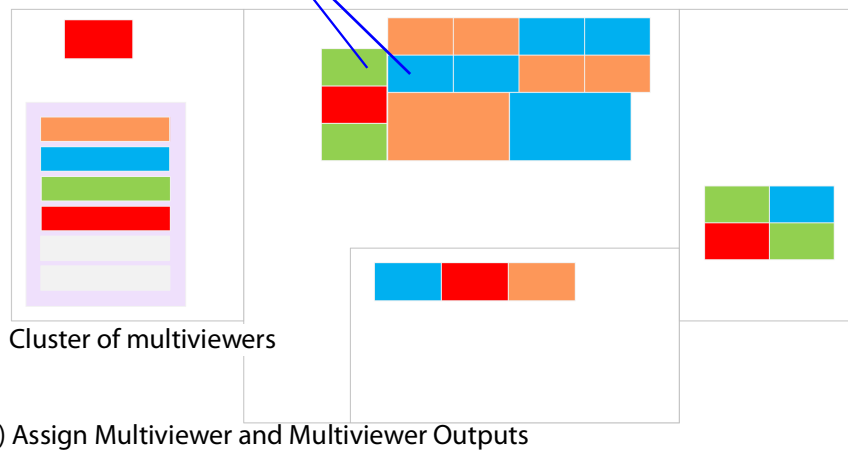 Cluster of multiviewers
) Assign Multiviewer and Multiviewer Outputs